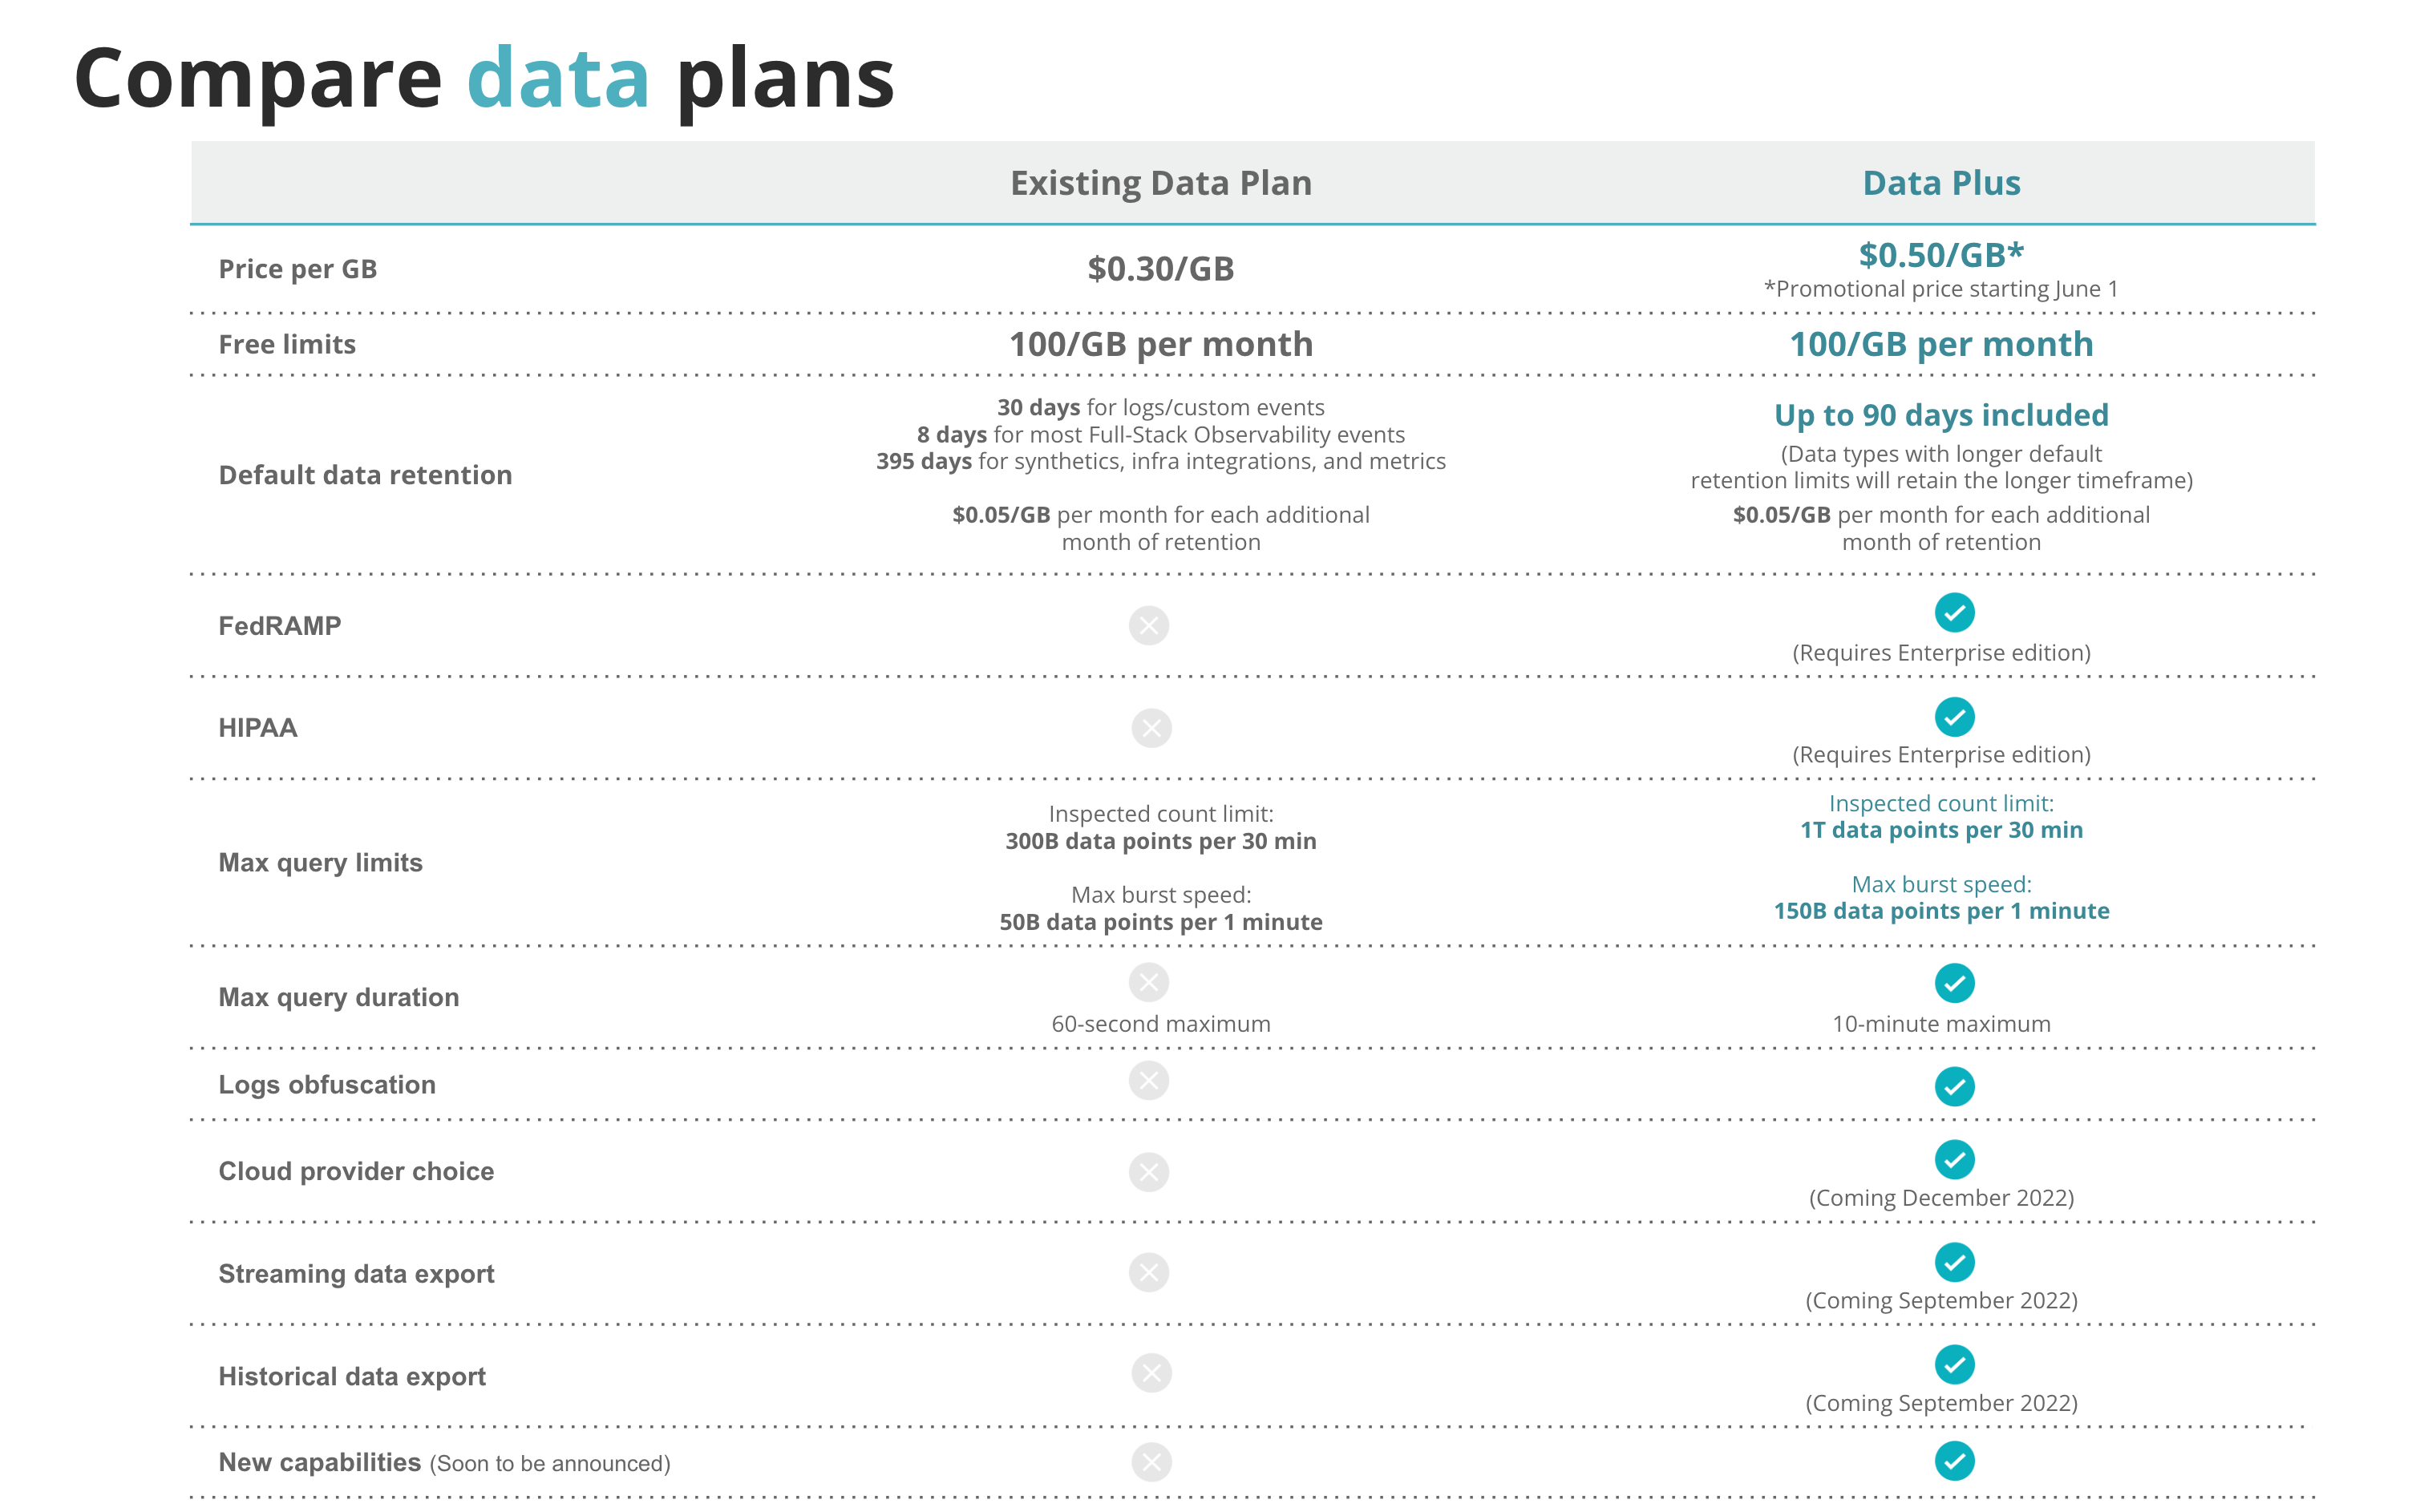 Compare data plans
Existing Data Plan
Data Plus
Price per GB
$0.30/GB
$0.50/GB*
*Promotional price starting June 1
Free limits
100/GB per month
100/GB per month
Default data retention
30 days for logs/custom events
8 days for most Full-Stack Observability events
395 days for synthetics, infra integrations, and metrics
$0.05/GB per month for each additional
month of retention
Up to 90 days included
(Data types with longer default
retention limits will retain the longer timeframe)
$0.05/GB per month for each additional
month of retention
FedRAMP
(Requires Enterprise edition)
HIPAA
(Requires Enterprise edition)
Max query limits
Inspected count limit:
300B data points per 30 min
Max burst speed:
50B data points per 1 minute
Inspected count limit:
1T data points per 30 min
Max burst speed:
150B data points per 1 minute
Max query duration
60-second maximum
10-minute maximum
Logs obfuscation
Cloud provider choice
(Coming December 2022)
Streaming data export
(Coming September 2022)
Historical data export
(Coming September 2022)
New capabilities (Soon to be announced)